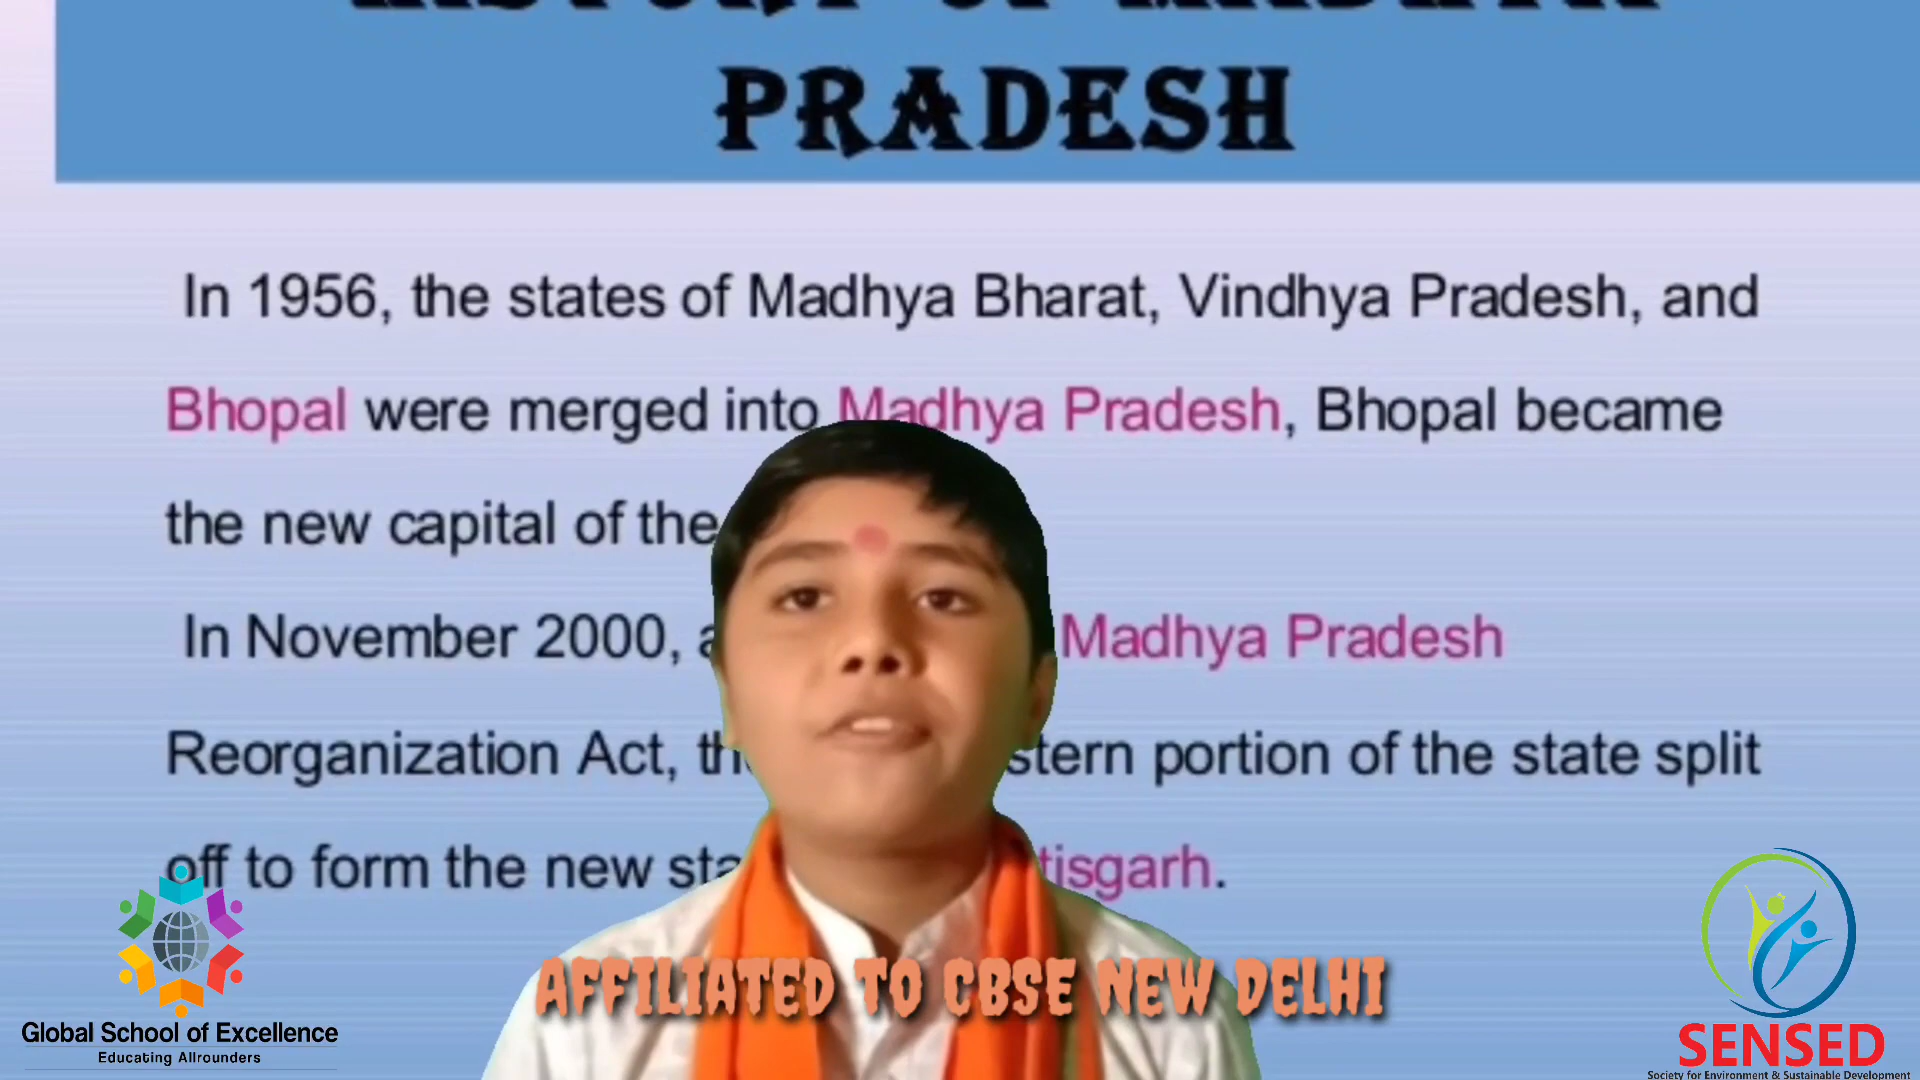 HISTORY OF MADHYA
PRADESH
In 1956, the states of Madhya Bharat, Vindhya Pradesh, and
Bhopal were merged into Madhya Pradesh, Bhopal became
the new capital of the
In November 2000, Madhya Pradesh
Reorganization Act, portion of the state split
off to form the new
AFFILIATED TO CBSE NEW DELHI
Global School of Excellence
Educating Allrounders
SENSED
Society for Environment & Sustainable Development